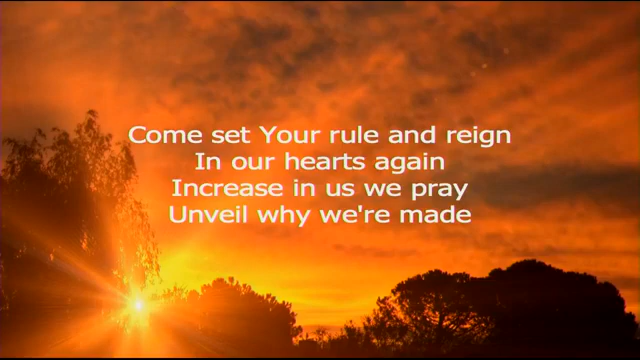 Come set Your rule and reign
In our hearts again
Increase in us we pray
Unveil why we're made